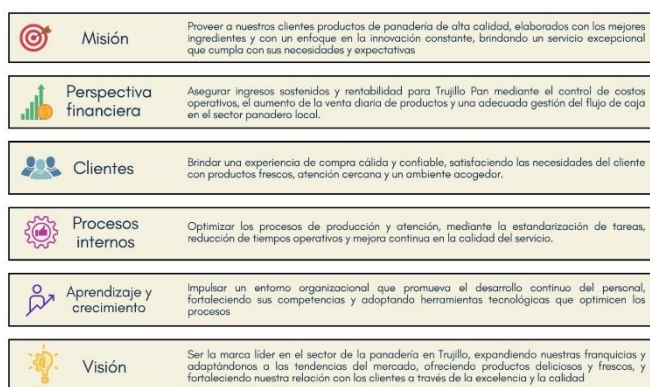 Misión
Proveer a nuestros clientes productos de panadería de alta calidad, elaborados con los mejores
ingredientes y con un enfoque en la innovación constante, brindando un servicio excepcional
que cumpla con sus necesidades y expectativas
Perspectiva
financiera
Asegurar ingresos sostenidos y rentabilidad para Trujillo Pan mediante el control de costos
operativos, el aumento de la venta diaria de productos y una adecuada gestión del flujo de caja
en el sector panadero local.
Clientes
Brindar una experiencia de compra cálida y confiable, satisfaciendo las necesidades del cliente
con productos frescos, atención cercana y un ambiente acogedor.
Procesos
internos
Optimizar los procesos de producción y atención, mediante la estandarización de tareas,
reducción de tiempos operativos y mejora continua en la calidad del servicio.
Aprendizaje y
crecimiento
Impulsar un entorno organizacional que promueva el desarrollo continuo del personal,
fortaleciendo sus competencias y adoptando herramientas tecnológicas que optimicen los
procesos
Visión
Ser la marca líder en el sector de la panadería en Trujillo, expandiendo nuestras franquicias y
adaptándonos a las tendencias del mercado, ofreciendo productos deliciosos y frescos, y
fortaleciendo nuestra relación con los clientes a través de la excelencia y la calidad